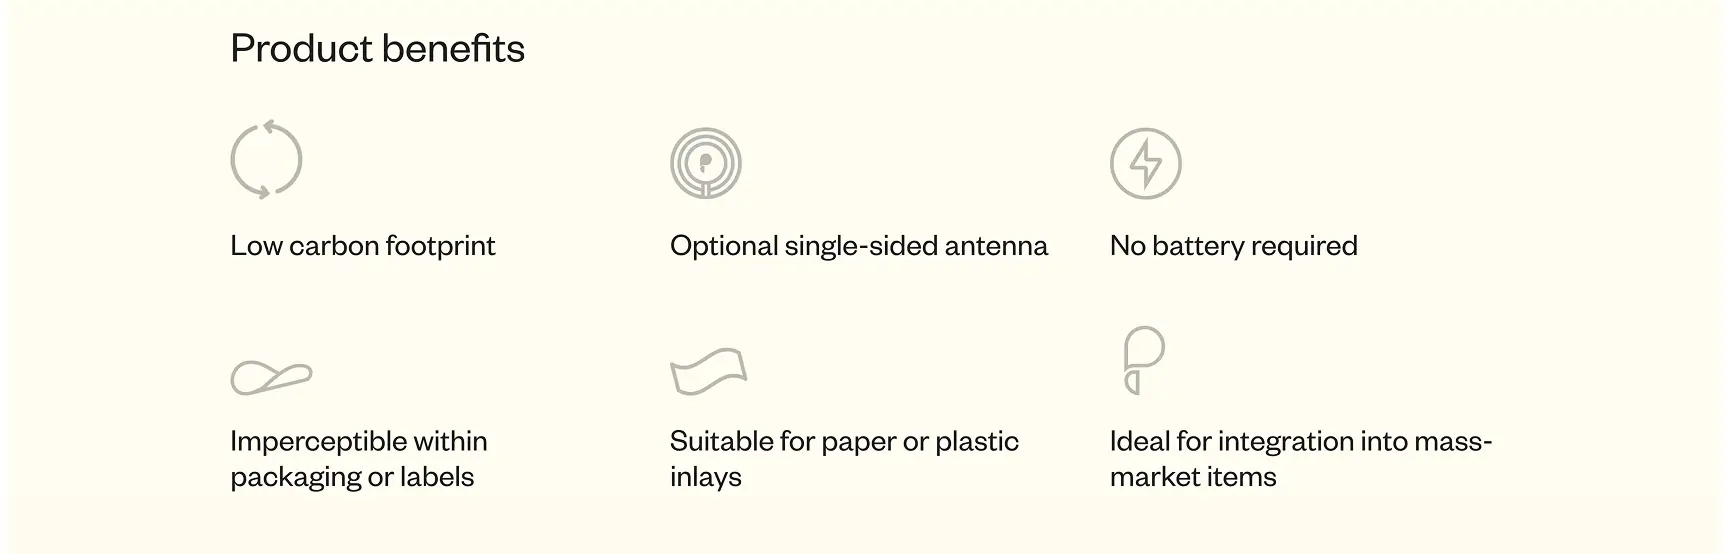 Product benefits
Low carbon footprint
Optional single-sided antenna
No battery required
Imperceptible within
packaging or labels
Suitable for paper or plastic
inlays
Ideal for integration into mass-
market items